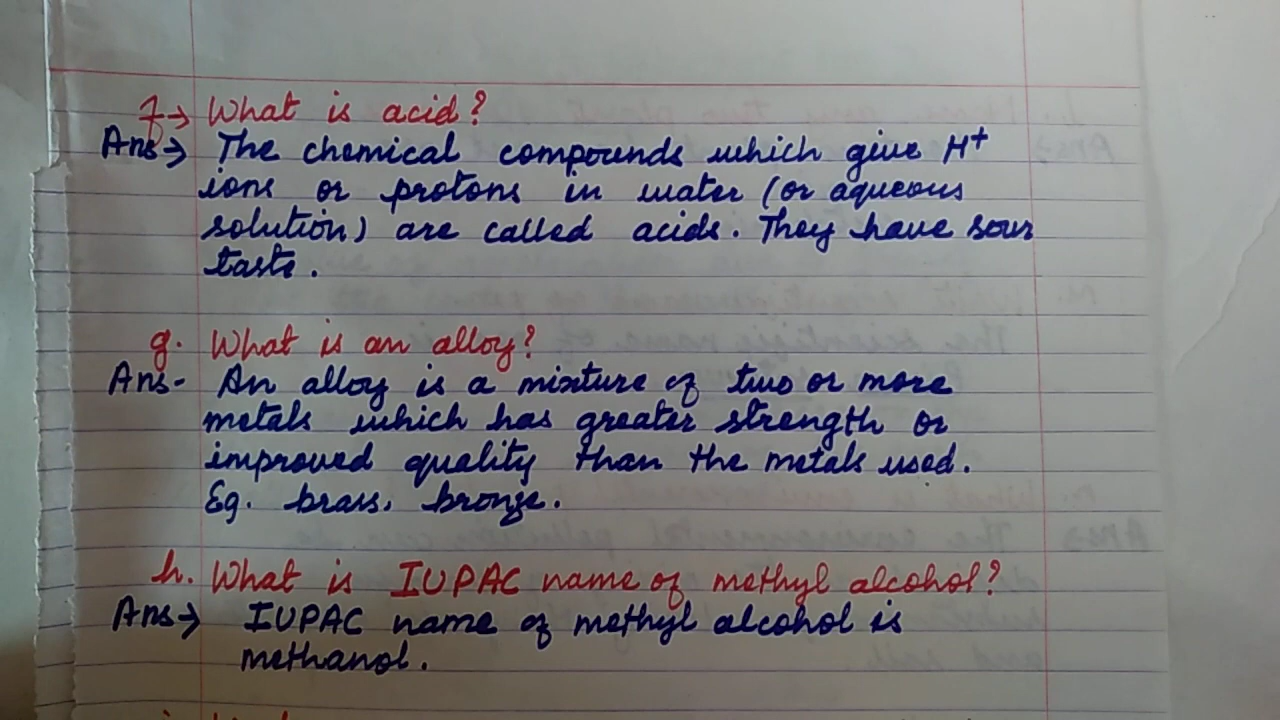 f→ What is acid?
Ans→ The chemical compounds which give H⁺
ions or protons in water (or aqueous
solution) are called acids. They have sour
taste.
g. What is an alloy?
Ans- An alloy is a mixture of two or more
metals which has greater strength or
improved quality than the metals used.
Eg. brass, bronze.
h. What is IUPAC name of methyl alcohol?
Ans→ IUPAC name of methyl alcohol is
methanol.